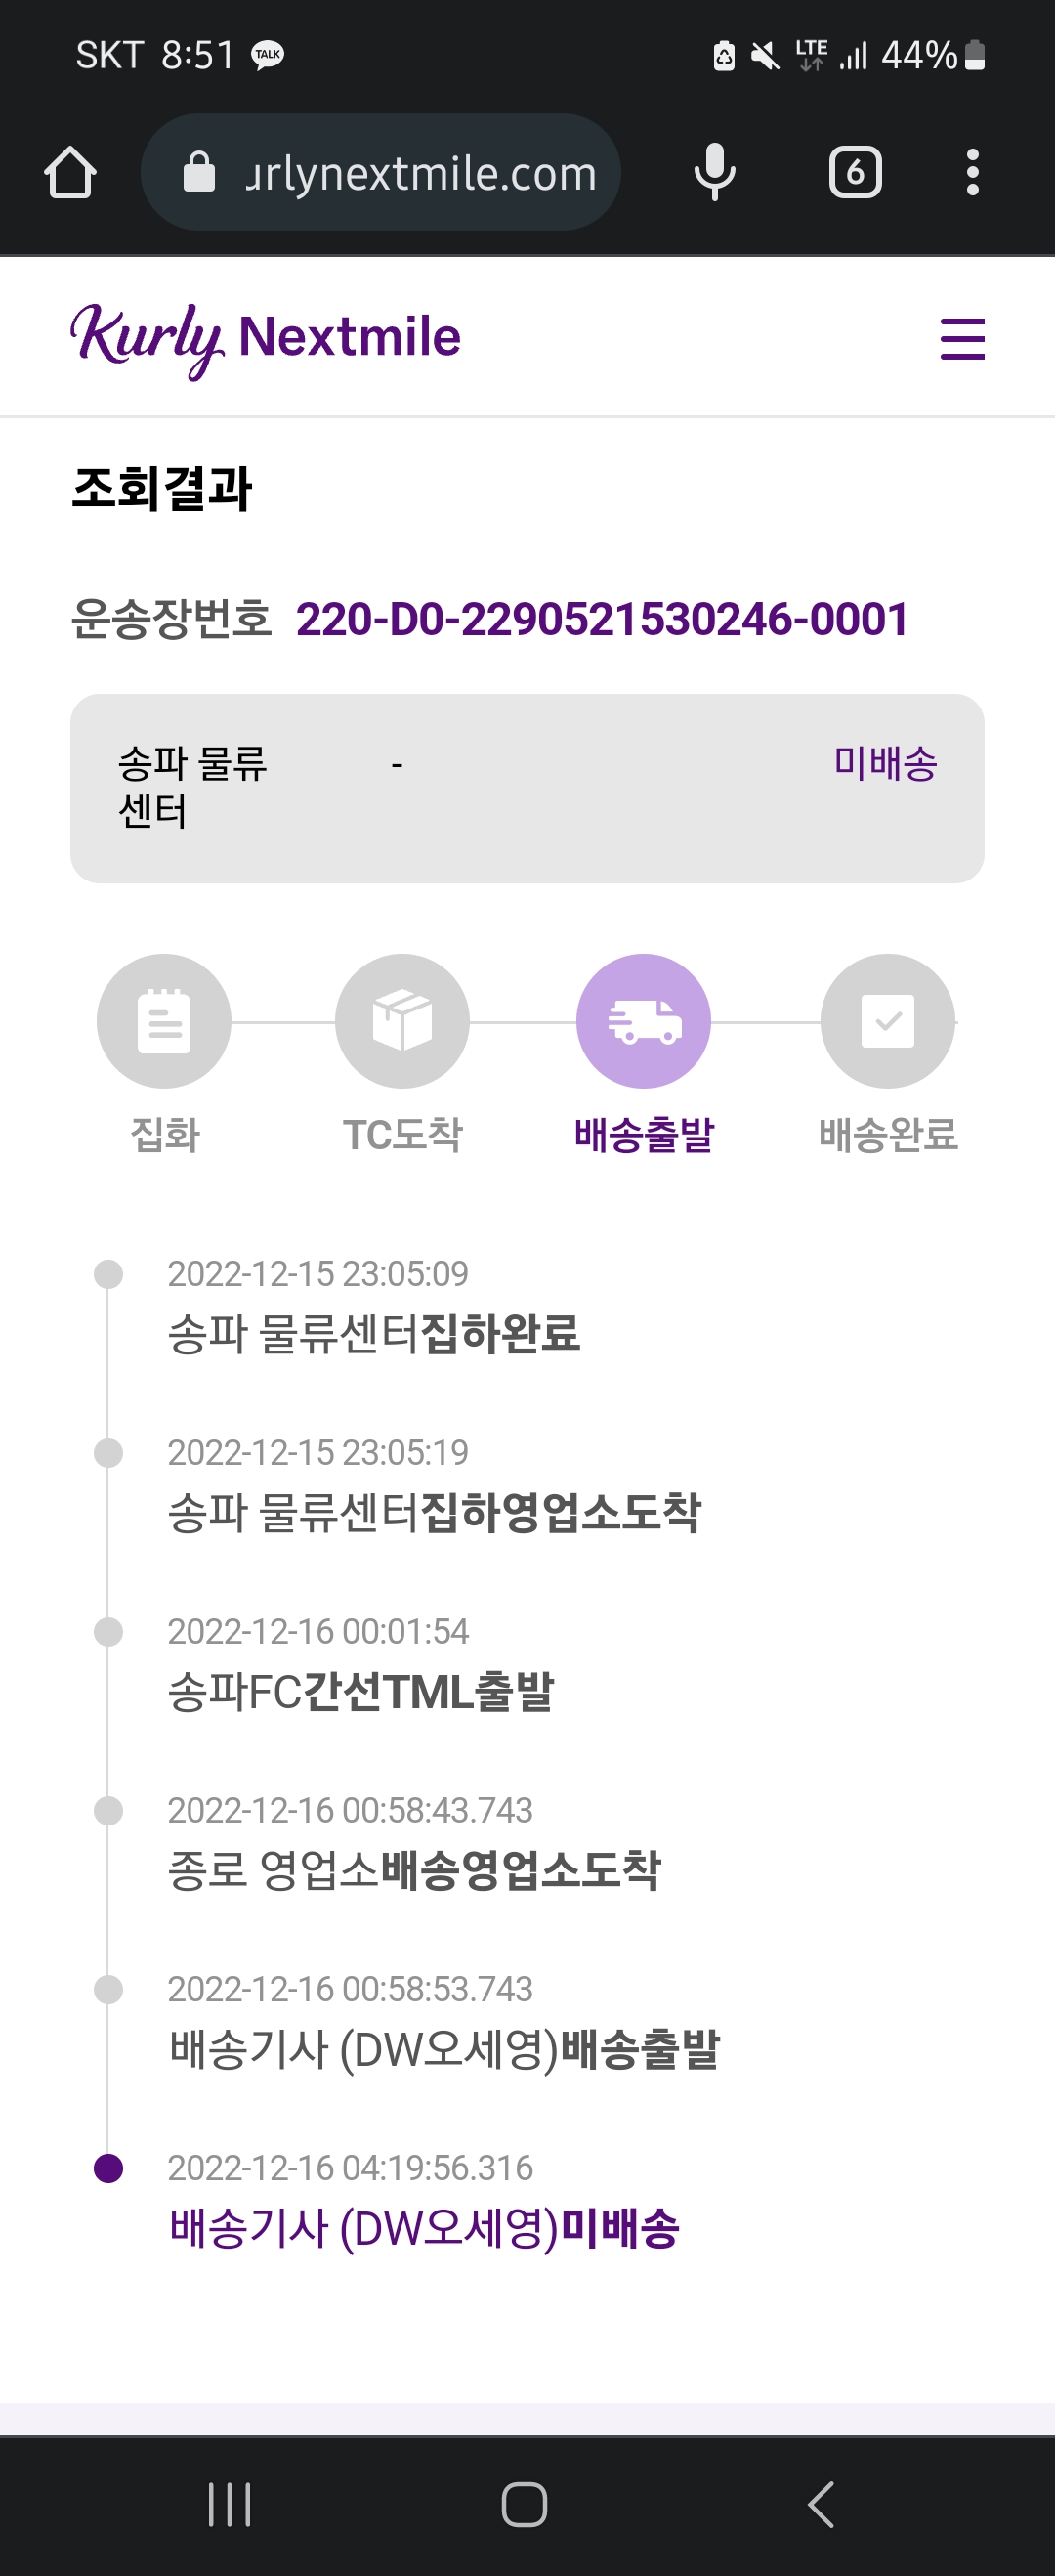 SKT 8:51 TALK LTE 44%
urlynextmile.com 6
Kurly Nextmile
조회결과
운송장번호 220-D0-2290521530246-0001
송파 물류 - 미배송
센터
집화 TC도착 배송출발 배송완료
2022-12-15 23:05:09
송파 물류센터집하완료
2022-12-15 23:05:19
송파 물류센터집하영업소도착
2022-12-16 00:01:54
송파FC간선TML출발
2022-12-16 00:58:43.743
종로 영업소배송영업소도착
2022-12-16 00:58:53.743
배송기사 (DW오세영)배송출발
2022-12-16 04:19:56.316
배송기사 (DW오세영)미배송